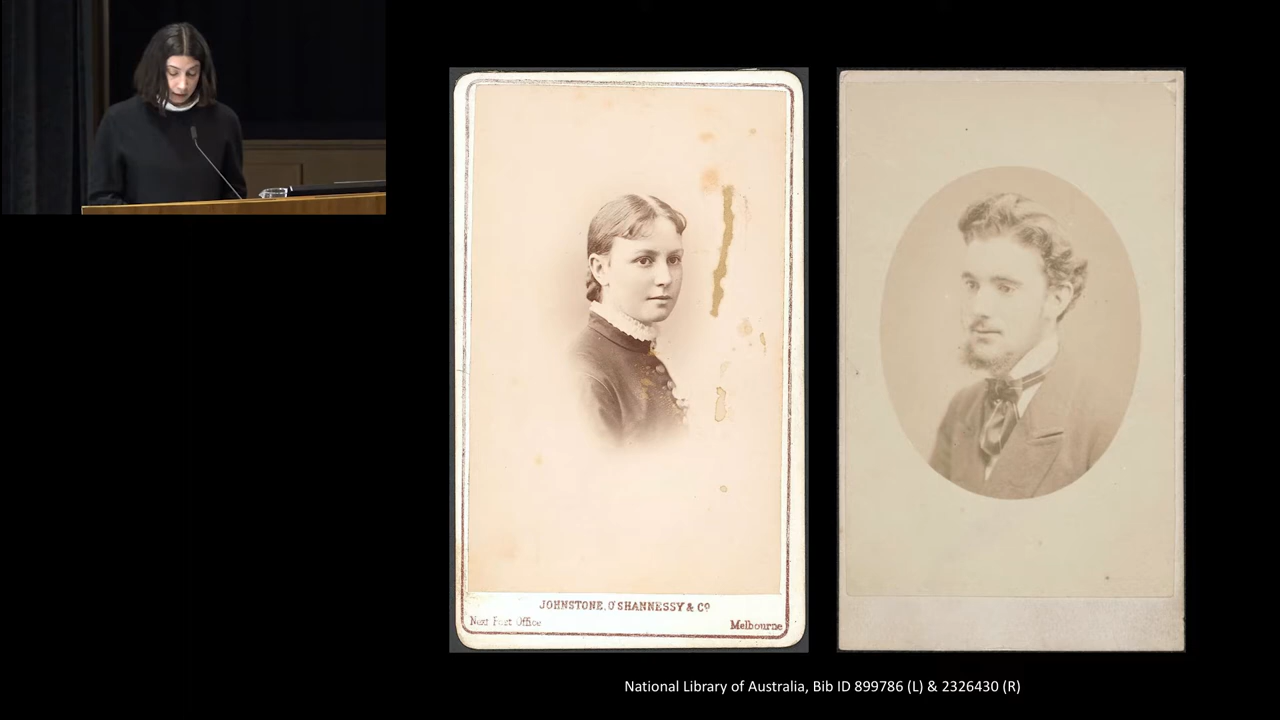 JOHNSTONE, O'SHANNESSY & Co
Next Post Office
Melbourne
National Library of Australia, Bib ID 899786 (L) & 2326430 (R)